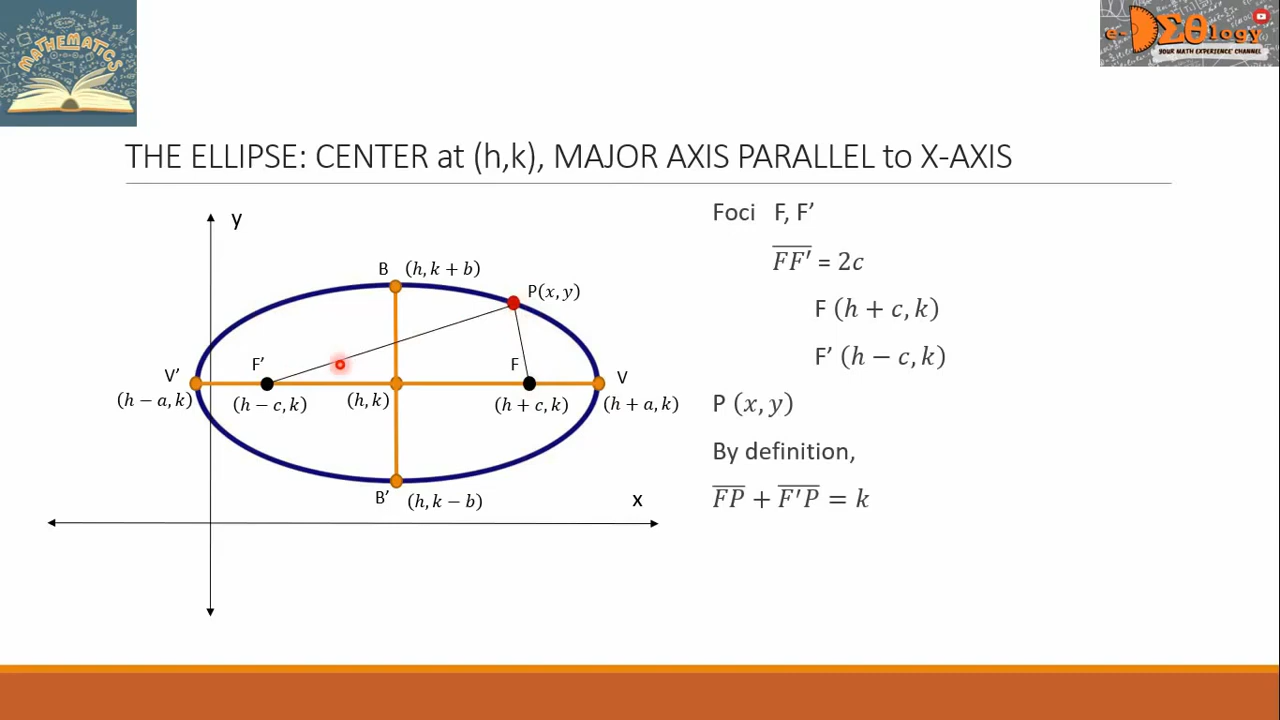 MATHEMATICS
e-DΣθlogy
YOUR MATH EXPERIENCE CHANNEL
THE ELLIPSE: CENTER at (h,k), MAJOR AXIS PARALLEL to X-AXIS
y
B (h, k + b)
P(x, y)
F’ F
V’ V
(h − a, k) (h − c, k) (h, k) (h + c, k) (h + a, k)
B’ (h, k − b)
x
Foci F, F’
FF′ = 2c
F (h + c, k)
F’ (h − c, k)
P (x, y)
By definition,
FP + F′P = k